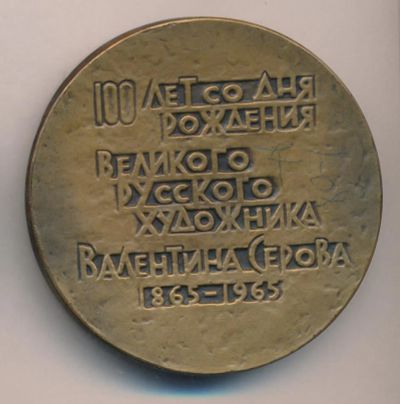 100 ЛЕТ СО ДНЯ
РОЖДЕНИЯ
ВЕЛИКОГО
РУССКОГО
ХУДОЖНИКА
ВАЛЕНТИНА СЕРОВА
1865-1965